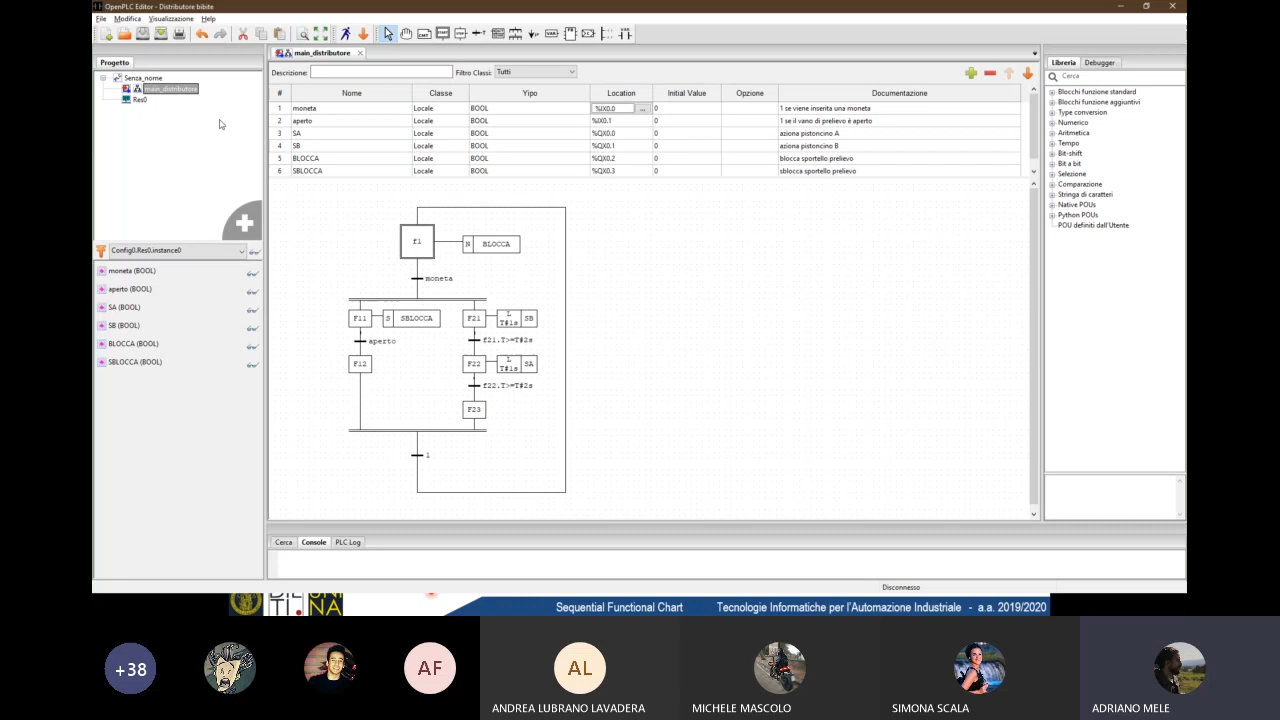 OpenPLC Editor - Distributore bibite
File Modifica Visualizzazione Help
Progetto
Senza_nome
main_distributore
Res0
main_distributore
Descrizione: Filtro Classi: Tutti
# Nome Classe Yipo Location Initial Value Opzione Documentazione
1 moneta Locale BOOL %IX0.0 ... 0 1 se viene inserita una moneta
2 aperto Locale BOOL %IX0.1 0 1 se il vano di prelievo è aperto
3 SA Locale BOOL %QX0.0 0 aziona pistoncino A
4 SB Locale BOOL %QX0.1 0 aziona pistoncino B
5 BLOCCA Locale BOOL %QX0.2 0 blocca sportello prelievo
6 SBLOCCA Locale BOOL %QX0.3 0 sblocca sportello prelievo
Libreria Debugger
Cerca
Blocchi funzione standard
Blocchi funzione aggiuntivi
Type conversion
Numerico
Aritmetica
Tempo
Bit-shift
Bit a bit
Selezione
Comparazione
Stringa di caratteri
Native POUs
Python POUs
POU definiti dall'Utente
Config0.Res0.instance0
moneta (BOOL)
aperto (BOOL)
SA (BOOL)
SB (BOOL)
BLOCCA (BOOL)
SBLOCCA (BOOL)
f1 N BLOCCA
moneta
F11 S SBLOCCA F21 L T#1s SB
aperto f21.T>=T#2s
F12 F22 L T#1s SA
f22.T>=T#2s
F23
1
Cerca Console PLC Log
Disconnesso
Sequential Functional Chart Tecnologie Informatiche per l'Automazione Industriale - a.a. 2019/2020
+38
AF
AL
ANDREA LUBRANO LAVADERA
MICHELE MASCOLO
SIMONA SCALA
ADRIANO MELE